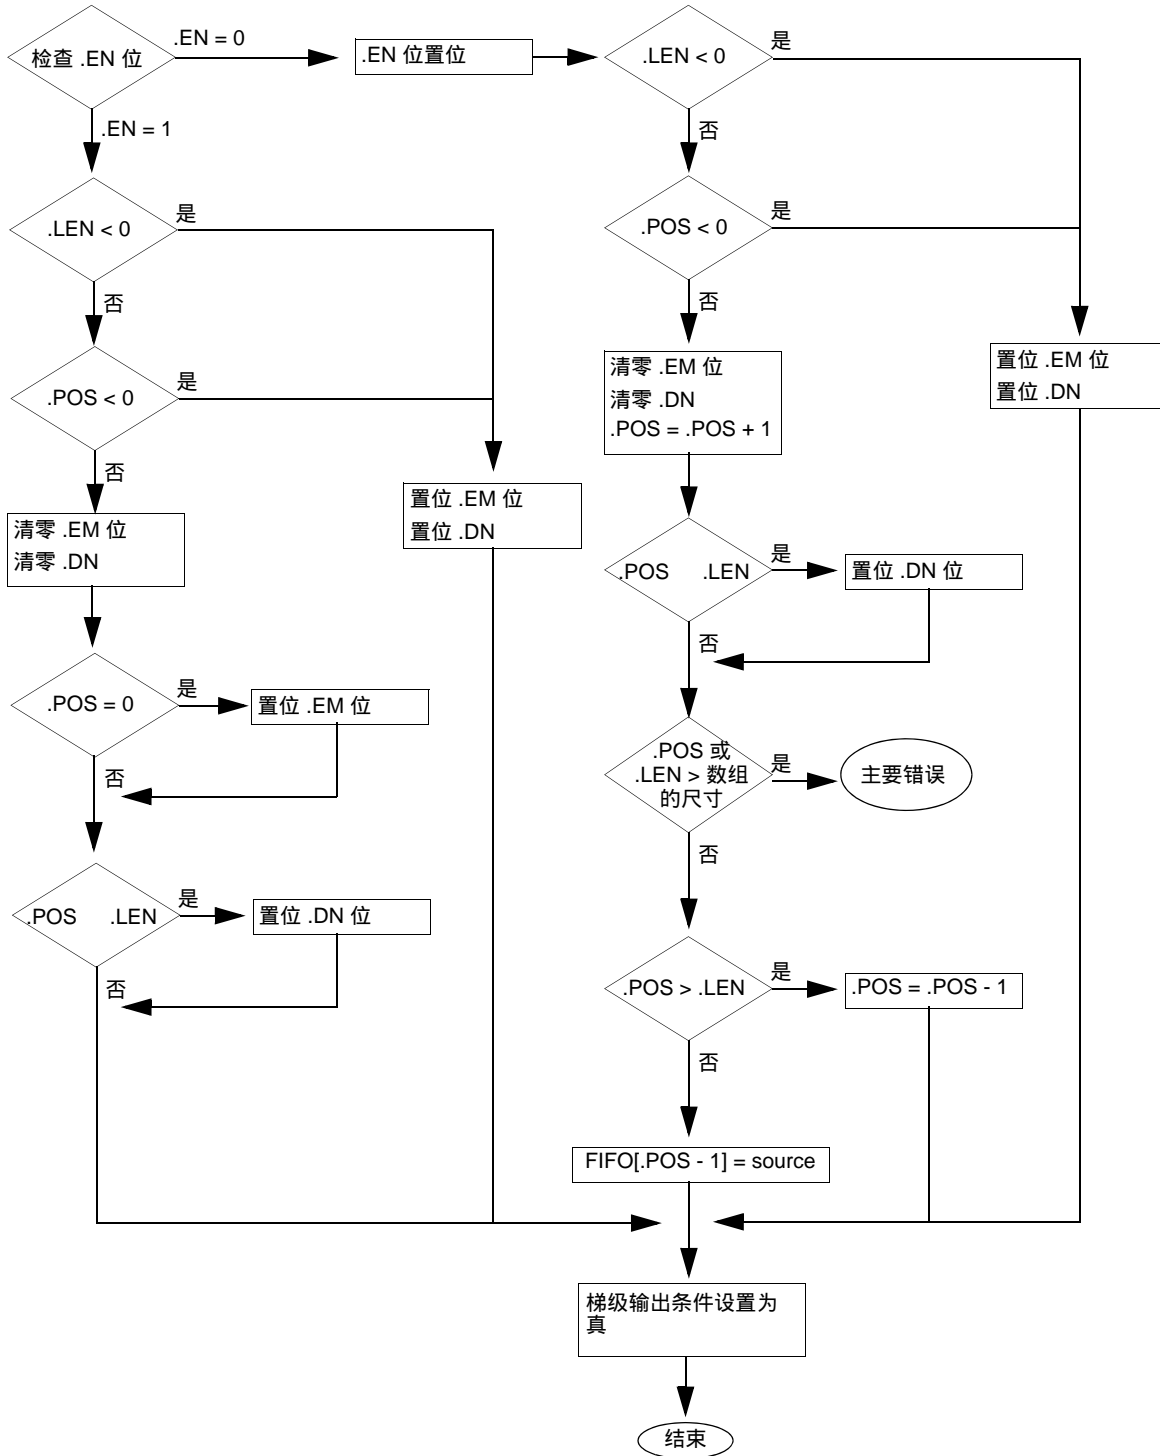 检查 .EN 位
.EN = 0
.EN 位置位
.LEN < 0
是
.EN = 1
否
.LEN < 0
是
.POS < 0
是
否
否
.POS < 0
是
清零 .EM 位
清零 .DN
.POS = .POS + 1
置位 .EM 位
置位 .DN
否
清零 .EM 位
清零 .DN
置位 .EM 位
置位 .DN
.POS .LEN
是
置位 .DN 位
否
.POS = 0
是
置位 .EM 位
否
.POS 或
.LEN > 数组
的尺寸
是
主要错误
否
.POS .LEN
是
置位 .DN 位
否
.POS > .LEN
是
.POS = .POS - 1
否
FIFO[.POS - 1] = source
梯级输出条件设置为
真
结束